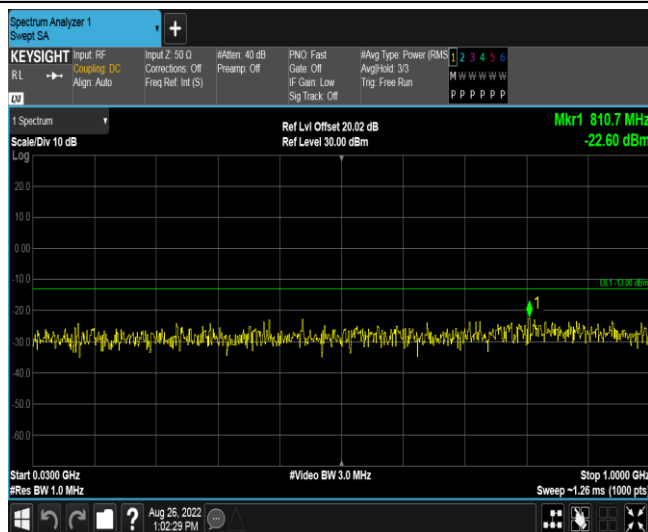 Spectrum Analyzer 1
Swept SA
KEYSIGHT
RL
LXI
Input: RF
Coupling: DC
Align: Auto
Input Z: 50 Ω
Corrections: Off
Freq Ref: Int (S)
#Atten: 40 dB
Preamp: Off
PNO: Fast
Gate: Off
IF Gain: Low
Sig Track: Off
#Avg Type: Power (RMS
Avg|Hold: 3/3
Trig: Free Run
1 2 3 4 5 6
M W W W W W
P P P P P P
1 Spectrum
Scale/Div 10 dB
Log
Ref Lvl Offset 20.02 dB
Ref Level 30.00 dBm
Mkr1 810.7 MHz
-22.60 dBm
20.0
10.0
0.00
-10.0
DL1 -13.00 dBm
1
-20.0
-30.0
-40.0
-50.0
-60.0
Start 0.0300 GHz
#Res BW 1.0 MHz
#Video BW 3.0 MHz
Stop 1.0000 GHz
Sweep ~1.26 ms (1000 pts)
?
Aug 26, 2022
1:02:29 PM